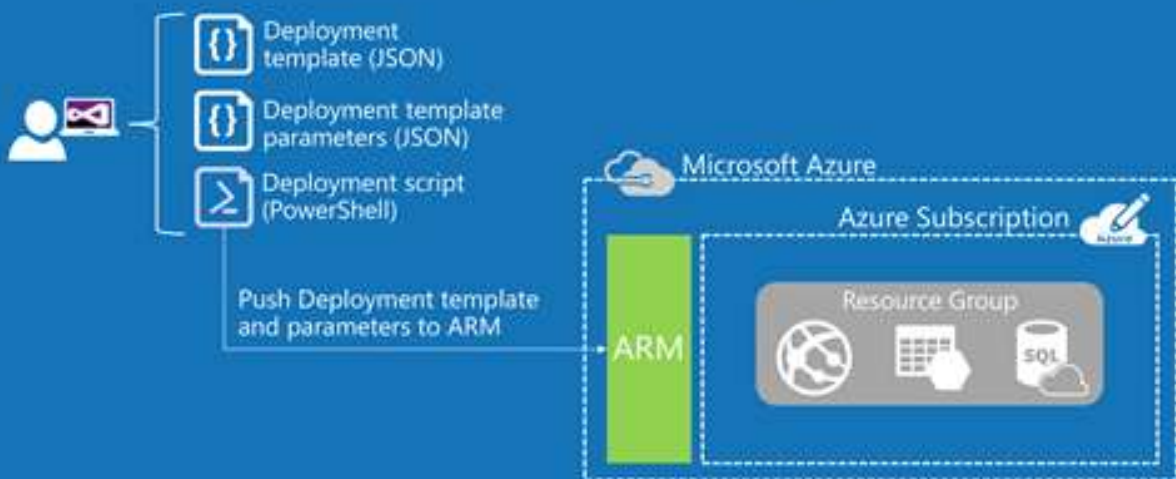 Deployment
template (JSON)
Deployment template
parameters (JSON)
Deployment script
(PowerShell)
Push Deployment template
and parameters to ARM
Microsoft Azure
Azure Subscription
Azure
ARM
Resource Group
SQL